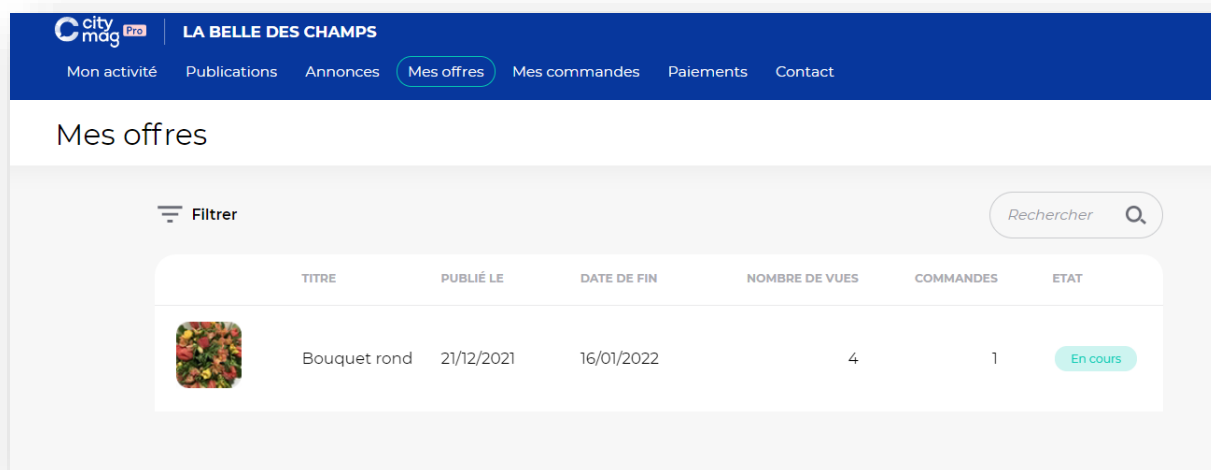 city mag Pro LA BELLE DES CHAMPS
Mon activité Publications Annonces Mes offres Mes commandes Paiements Contact
Mes offres
Filtrer Rechercher
TITRE PUBLIÉ LE DATE DE FIN NOMBRE DE VUES COMMANDES ETAT
Bouquet rond 21/12/2021 16/01/2022 4 1 En cours